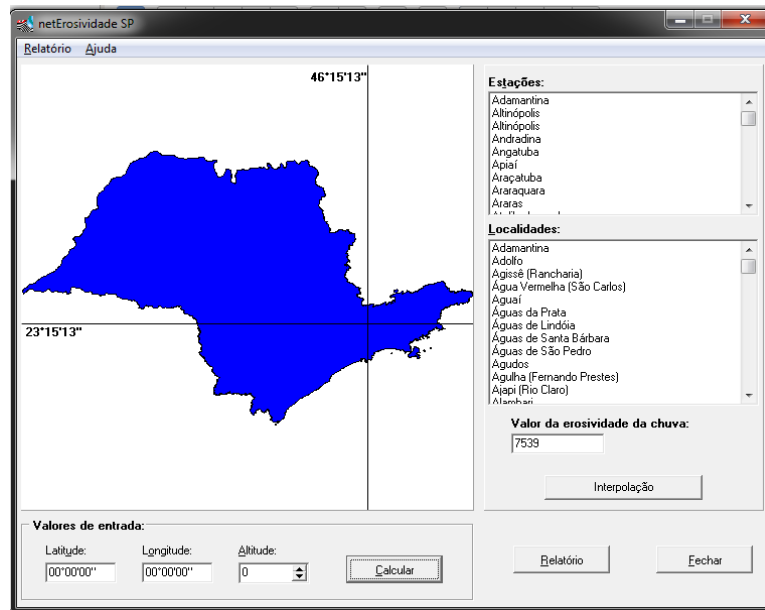 netErosividade SP
Relatório Ajuda
46°15'13"
23°15'13"
Estações:
Adamantina
Altinópolis
Altinópolis
Andradina
Angatuba
Apiaí
Araçatuba
Araraquara
Araras
Localidades:
Adamantina
Adolfo
Agissê (Rancharia)
Água Vermelha (São Carlos)
Aguaí
Águas da Prata
Águas de Lindóia
Águas de Santa Bárbara
Águas de São Pedro
Agudos
Agulha (Fernando Prestes)
Ajapi (Rio Claro)
Alambari
Valor da erosividade da chuva:
7539
Interpolação
Valores de entrada:
Latitude: Longitude: Altitude:
00°00'00" 00°00'00" 0 Calcular
Relatório Fechar